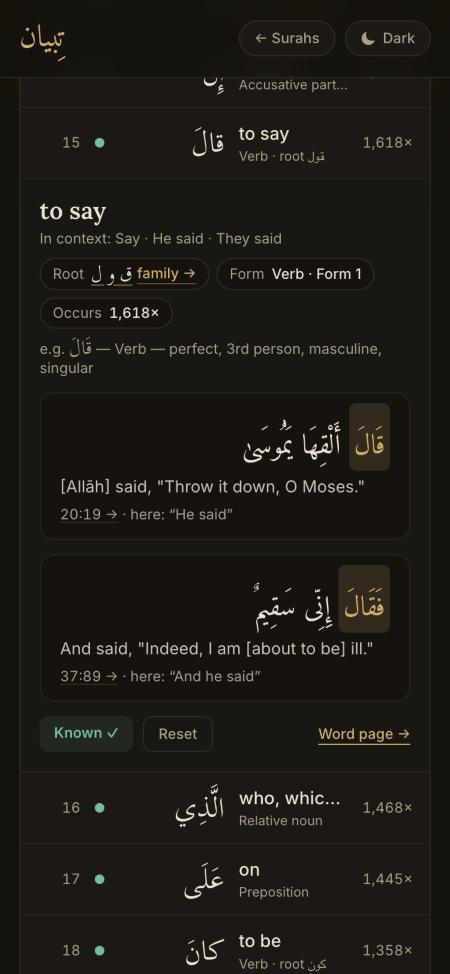 تِبيان
← Surahs
Dark
إِنَّ
Accusative part...
15
قالَ
to say
Verb · root قول
1,618×
to say
In context: Say · He said · They said
Root ق و ل family →
Form Verb · Form 1
Occurs 1,618×
e.g. قَالَ — Verb — perfect, 3rd person, masculine,
singular
قَالَ أَلْقِهَا يَٰمُوسَىٰ
[Allāh] said, "Throw it down, O Moses."
20:19 → · here: “He said”
فَقَالَ إِنِّى سَقِيمٌ
And said, "Indeed, I am [about to be] ill."
37:89 → · here: “And he said”
Known ✓
Reset
Word page →
16
الَّذِي
who, whic...
Relative noun
1,468×
17
عَلَى
on
Preposition
1,445×
18
كانَ
to be
Verb · root كون
1,358×